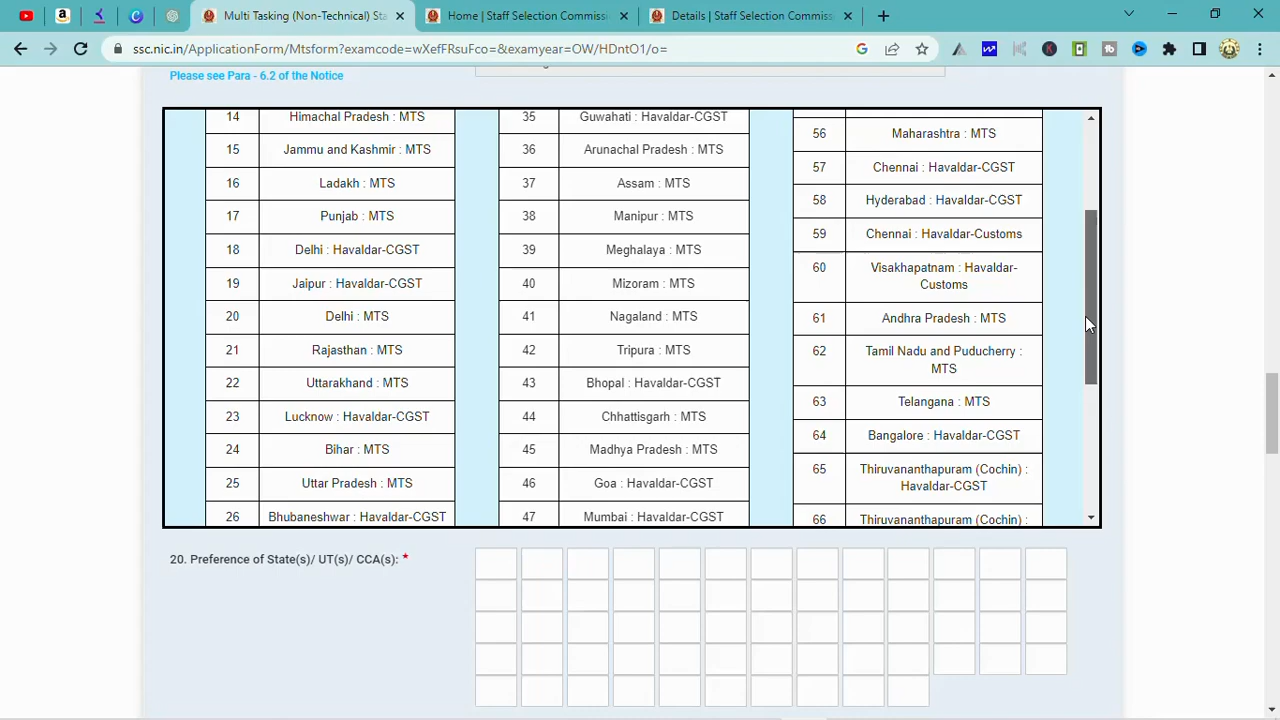 Multi Tasking (Non-Technical) Sta
Home | Staff Selection Commissi
Details | Staff Selection Commiss
ssc.nic.in/ApplicationForm/Mtsform?examcode=wXefFRsuFco=&examyear=OW/HDntO1/o=
Please see Para - 6.2 of the Notice
14 Himachal Pradesh : MTS
15 Jammu and Kashmir : MTS
16 Ladakh : MTS
17 Punjab : MTS
18 Delhi : Havaldar-CGST
19 Jaipur : Havaldar-CGST
20 Delhi : MTS
21 Rajasthan : MTS
22 Uttarakhand : MTS
23 Lucknow : Havaldar-CGST
24 Bihar : MTS
25 Uttar Pradesh : MTS
26 Bhubaneshwar : Havaldar-CGST
35 Guwahati : Havaldar-CGST
36 Arunachal Pradesh : MTS
37 Assam : MTS
38 Manipur : MTS
39 Meghalaya : MTS
40 Mizoram : MTS
41 Nagaland : MTS
42 Tripura : MTS
43 Bhopal : Havaldar-CGST
44 Chhattisgarh : MTS
45 Madhya Pradesh : MTS
46 Goa : Havaldar-CGST
47 Mumbai : Havaldar-CGST
56 Maharashtra : MTS
57 Chennai : Havaldar-CGST
58 Hyderabad : Havaldar-CGST
59 Chennai : Havaldar-Customs
60 Visakhapatnam : Havaldar-
Customs
61 Andhra Pradesh : MTS
62 Tamil Nadu and Puducherry :
MTS
63 Telangana : MTS
64 Bangalore : Havaldar-CGST
65 Thiruvananthapuram (Cochin) :
Havaldar-CGST
66 Thiruvananthapuram (Cochin) :
20. Preference of State(s)/ UT(s)/ CCA(s): *